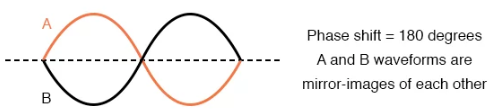 A
B
Phase shift = 180 degrees
A and B waveforms are
mirror-images of each other